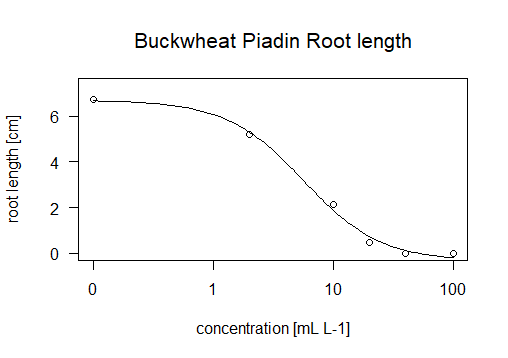 Buckwheat Piadin Root length
root length [cm]
6
4
2
0
0 1 10 100
concentration [mL L-1]